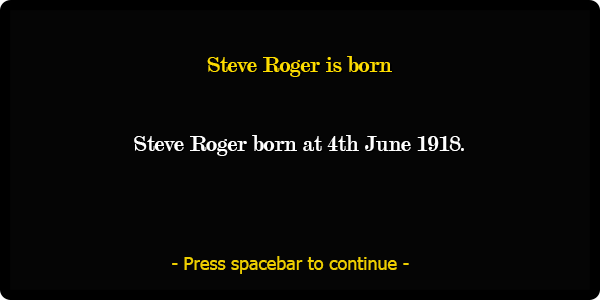 Steve Roger is born
Steve Roger born at 4th June 1918.
- Press spacebar to continue -